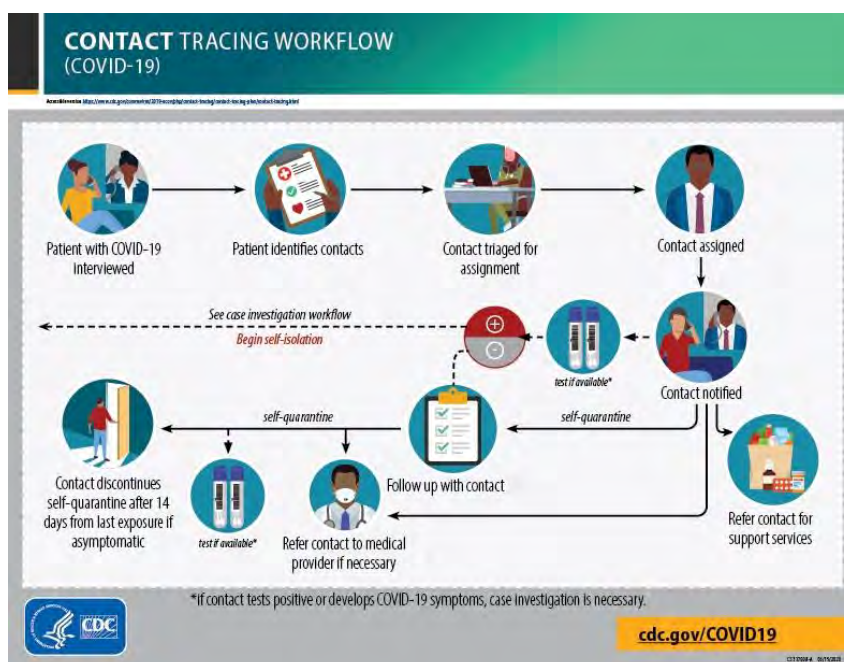 CONTACT TRACING WORKFLOW
(COVID-19)
Patient with COVID-19
interviewed
Patient identifies contacts
Contact triaged for
assignment
Contact assigned
See case investigation workflow
Begin self-isolation
+
-
test if available*
Contact notified
self-quarantine
self-quarantine
Contact discontinues
self-quarantine after 14
days from last exposure if
asymptomatic
test if available*
Refer contact to medical
provider if necessary
Follow up with contact
Refer contact for
support services
*if contact tests positive or develops COVID-19 symptoms, case investigation is necessary.
CDC
cdc.gov/COVID19